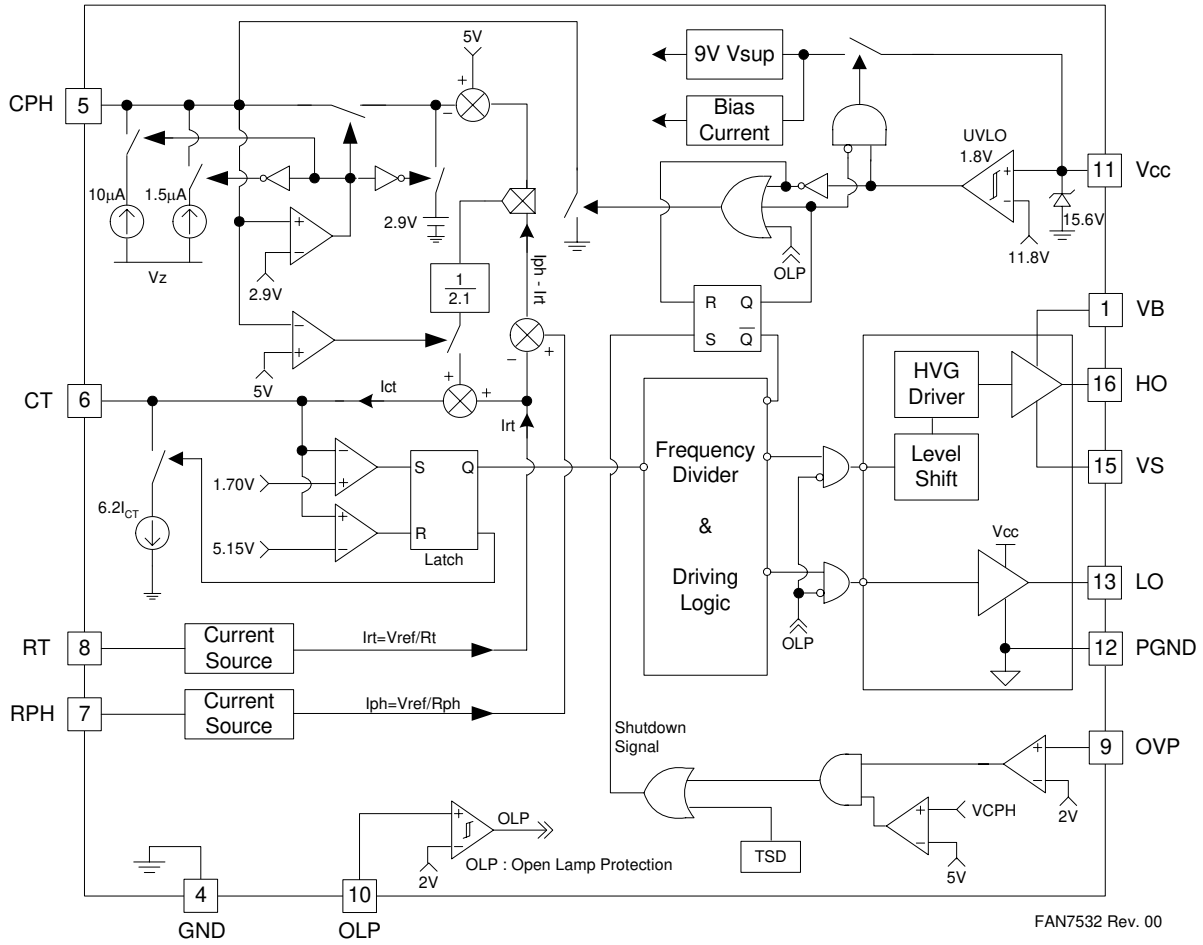 5V
9V Vsup
CPH
5
Bias
Current
UVLO
1.8V
11
Vcc
10µA
1.5µA
2.9V
15.6V
Vz
2.9V
11.8V
OLP
Iph - Irt
1
2.1
R
Q
S
Q
1
VB
5V
HVG
Driver
16
HO
CT
6
Ict
Irt
Frequency
Divider
&
Driving
Logic
Level
Shift
15
VS
S
Q
1.70V
6.2ICT
R
5.15V
Latch
Vcc
13
LO
OLP
RT
8
Current
Source
Irt=Vref/Rt
12
PGND
RPH
7
Current
Source
Iph=Vref/Rph
Shutdown
Signal
9
OVP
VCPH
2V
OLP
TSD
5V
2V
OLP : Open Lamp Protection
4
10
GND
OLP
FAN7532 Rev. 00
+
-
+
-
-
+
+
-
+
+
-
+
-
+
+
-
+
-
+
-
+
-
+
-